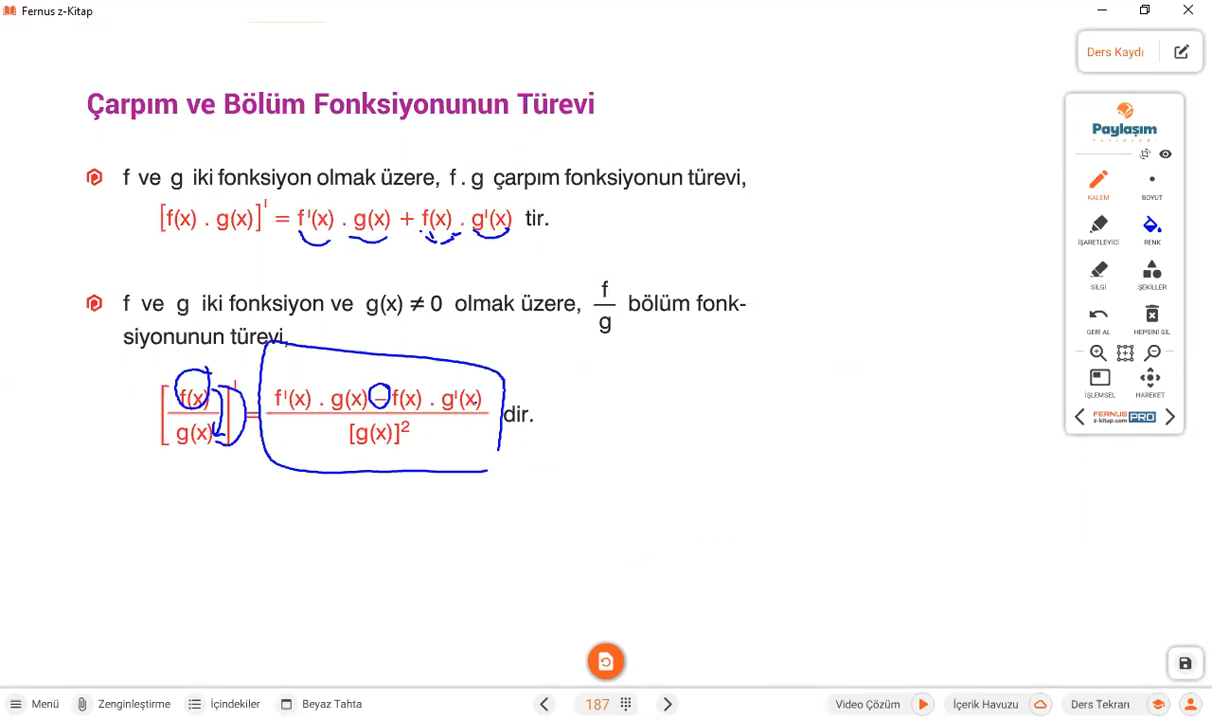 Fernus z-Kitap
Ders Kaydı
Çarpım ve Bölüm Fonksiyonunun Türevi
f ve g iki fonksiyon olmak üzere, f . g çarpım fonksiyonun türevi,
[f(x) . g(x)]' = f'(x) . g(x) + f(x) . g'(x) tir.
f ve g iki fonksiyon ve g(x) ≠ 0 olmak üzere, f/g bölüm fonk-
siyonunun türevi,
[f(x)/g(x)]' = f'(x) . g(x) – f(x) . g'(x) / [g(x)]² dir.
Paylaşım
YAYINLARI
KALEM
BOYUT
İŞARETLEYİCİ
RENK
SİLGİ
ŞEKİLLER
GERİ AL
HEPSİNİ SİL
İŞLEMSEL
HAREKET
FERNUS PRO
z-kitap.com
Menü
Zenginleştirme
İçindekiler
Beyaz Tahta
187
Video Çözüm
İçerik Havuzu
Ders Tekrarı